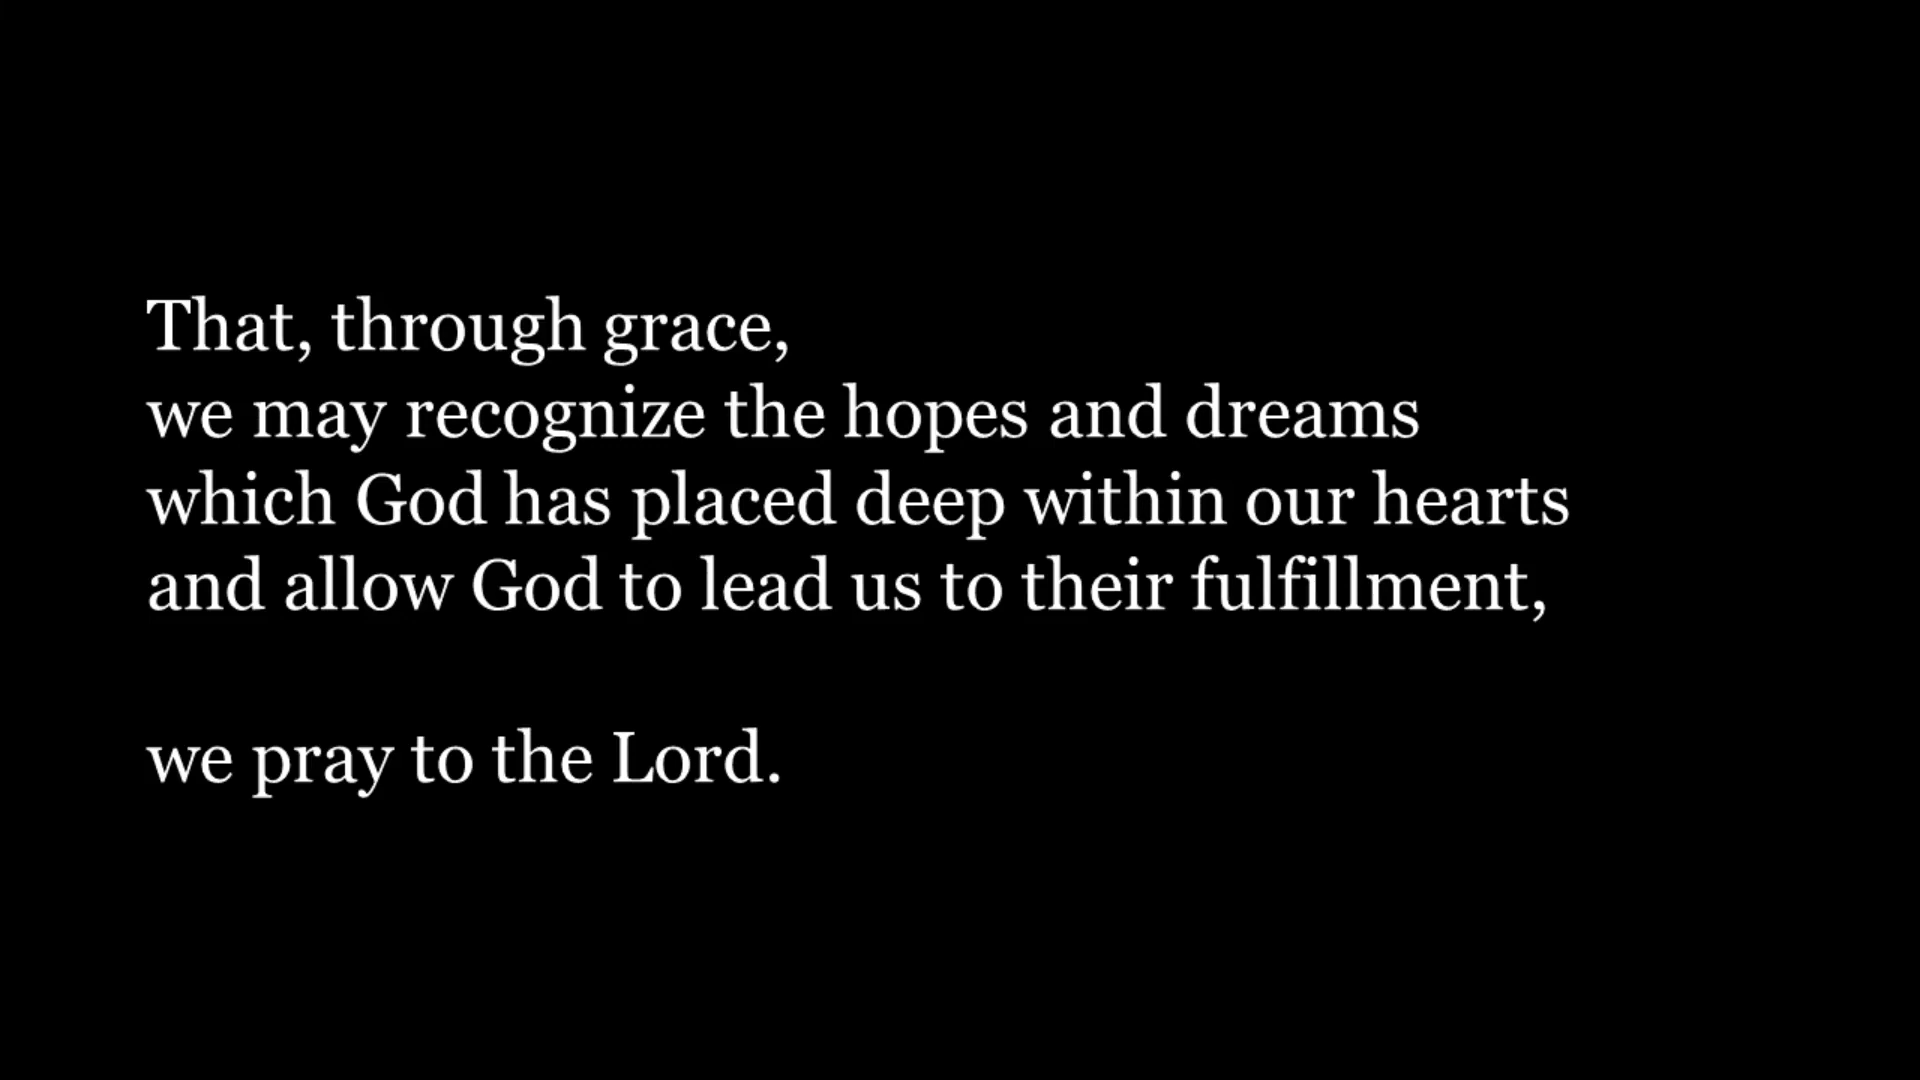 That, through grace,
we may recognize the hopes and dreams
which God has placed deep within our hearts
and allow God to lead us to their fulfillment,
we pray to the Lord.